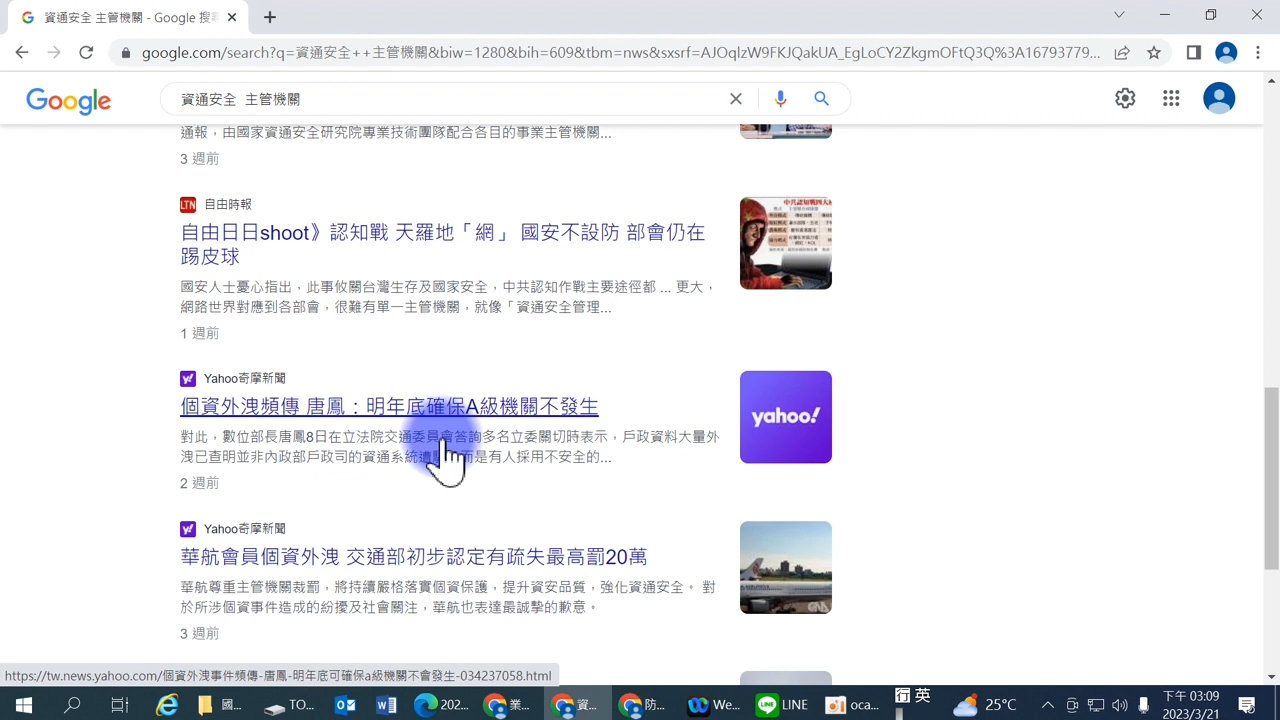 資通安全 主管機關 - Google 搜尋
google.com/search?q=資通安全++主管機關&biw=1280&bih=609&tbm=nws&sxsrf=AJOqlzW9FKJQakUA_EgLoCY2ZkgmOFtQ3Q%3A16793779...
Google
資通安全 主管機關
通報，由國家資通安全研究院專業技術團隊配合各目的事業主管機關...
3 週前
LTN 自由時報
自由日日shoot》認知戰 天羅地「網」 國安不設防 部會仍在
踢皮球
國安人士憂心指出，此事攸關台灣生存及國家安全，中共認知作戰主要途徑都 ... 更大，
網路世界對應到各部會，很難有單一主管機關，就像「資通安全管理...
1 週前
Yahoo奇摩新聞
個資外洩頻傳 唐鳳：明年底確保A級機關不發生
yahoo!
對此，數位部長唐鳳8日在立法院交通委員會答詢多名立委關切時表示，戶政資料大量外
洩已查明並非內政部戶政司的資通系統遭 而是有人採用不安全的...
2 週前
Yahoo奇摩新聞
華航會員個資外洩 交通部初步認定有疏失最高罰20萬
華航尊重主管機關裁罰，將持續嚴格落實個資保護，提升資安品質，強化資通安全。 對
於所涉個資事件造成的紛擾及社會關注，華航也表達最誠摯的歉意。
CNA
3 週前
https://tw.news.yahoo.com/個資外洩事件頻傳-唐鳳-明年底可確保a級機關不會發生-034237058.html
國...
TO...
202...
資...
防...
We...
LINE
oca...
行 英
25°C
下午 03:09
2023/3/21